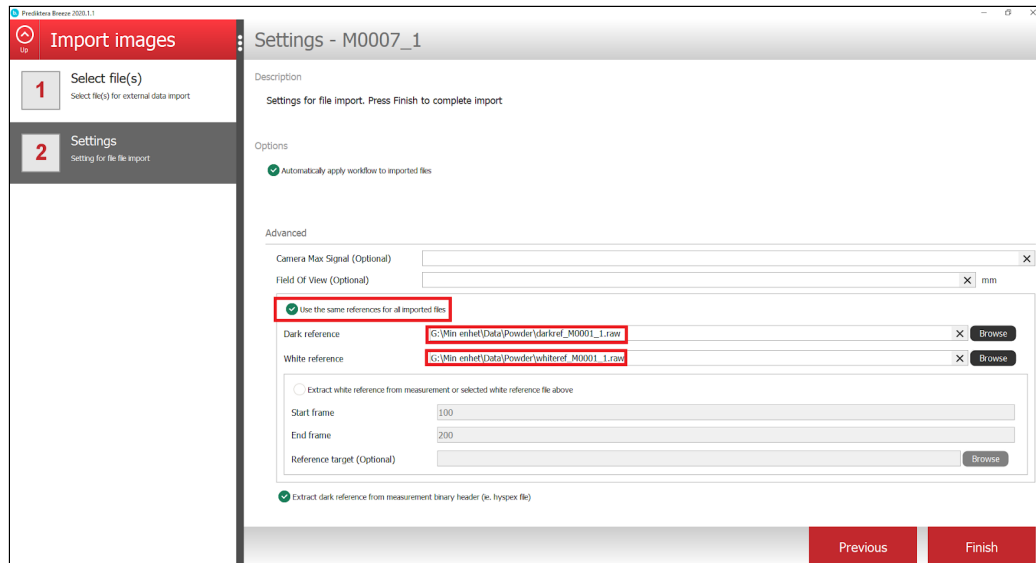 Prediktera Breeze 2020.1.1
Up
Import images
Settings - M0007_1
1
Select file(s)
Select file(s) for external data import
2
Settings
Setting for file file import
Description
Settings for file import. Press Finish to complete import
Options
Automatically apply workflow to imported files
Advanced
Camera Max Signal (Optional)
Field Of View (Optional) mm
Use the same references for all imported files
Dark reference G:\Min enhet\Data\Powder\darkref_M0001_1.raw Browse
White reference G:\Min enhet\Data\Powder\whiteref_M0001_1.raw Browse
Extract white reference from measurement or selected white reference file above
Start frame 100
End frame 200
Reference target (Optional) Browse
Extract dark reference from measurement binary header (ie. hyspex file)
Previous Finish